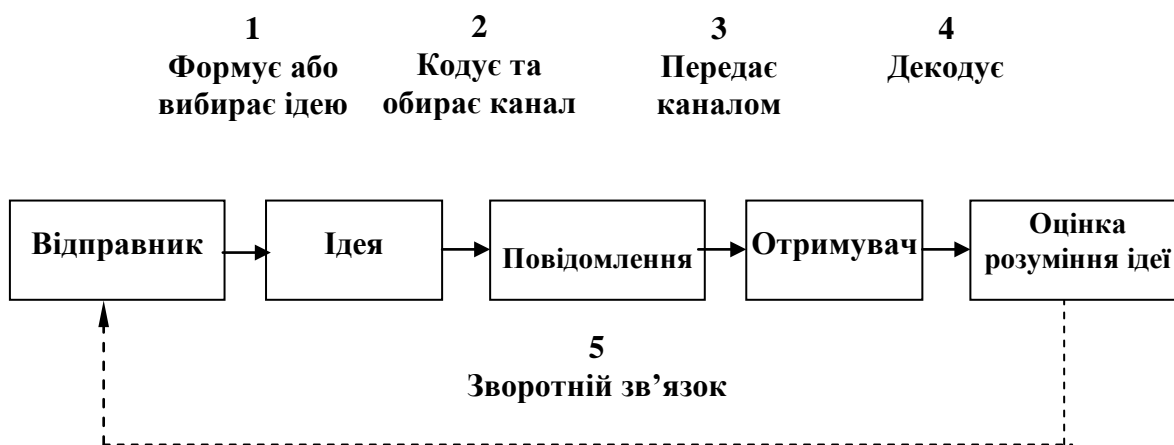 1
Формує або
вибирає ідею
2
Кодує та
обирає канал
3
Передає
каналом
4
Декодує
Відправник
Ідея
Повідомлення
Отримувач
Оцінка
розуміння ідеї
5
Зворотній зв’язок